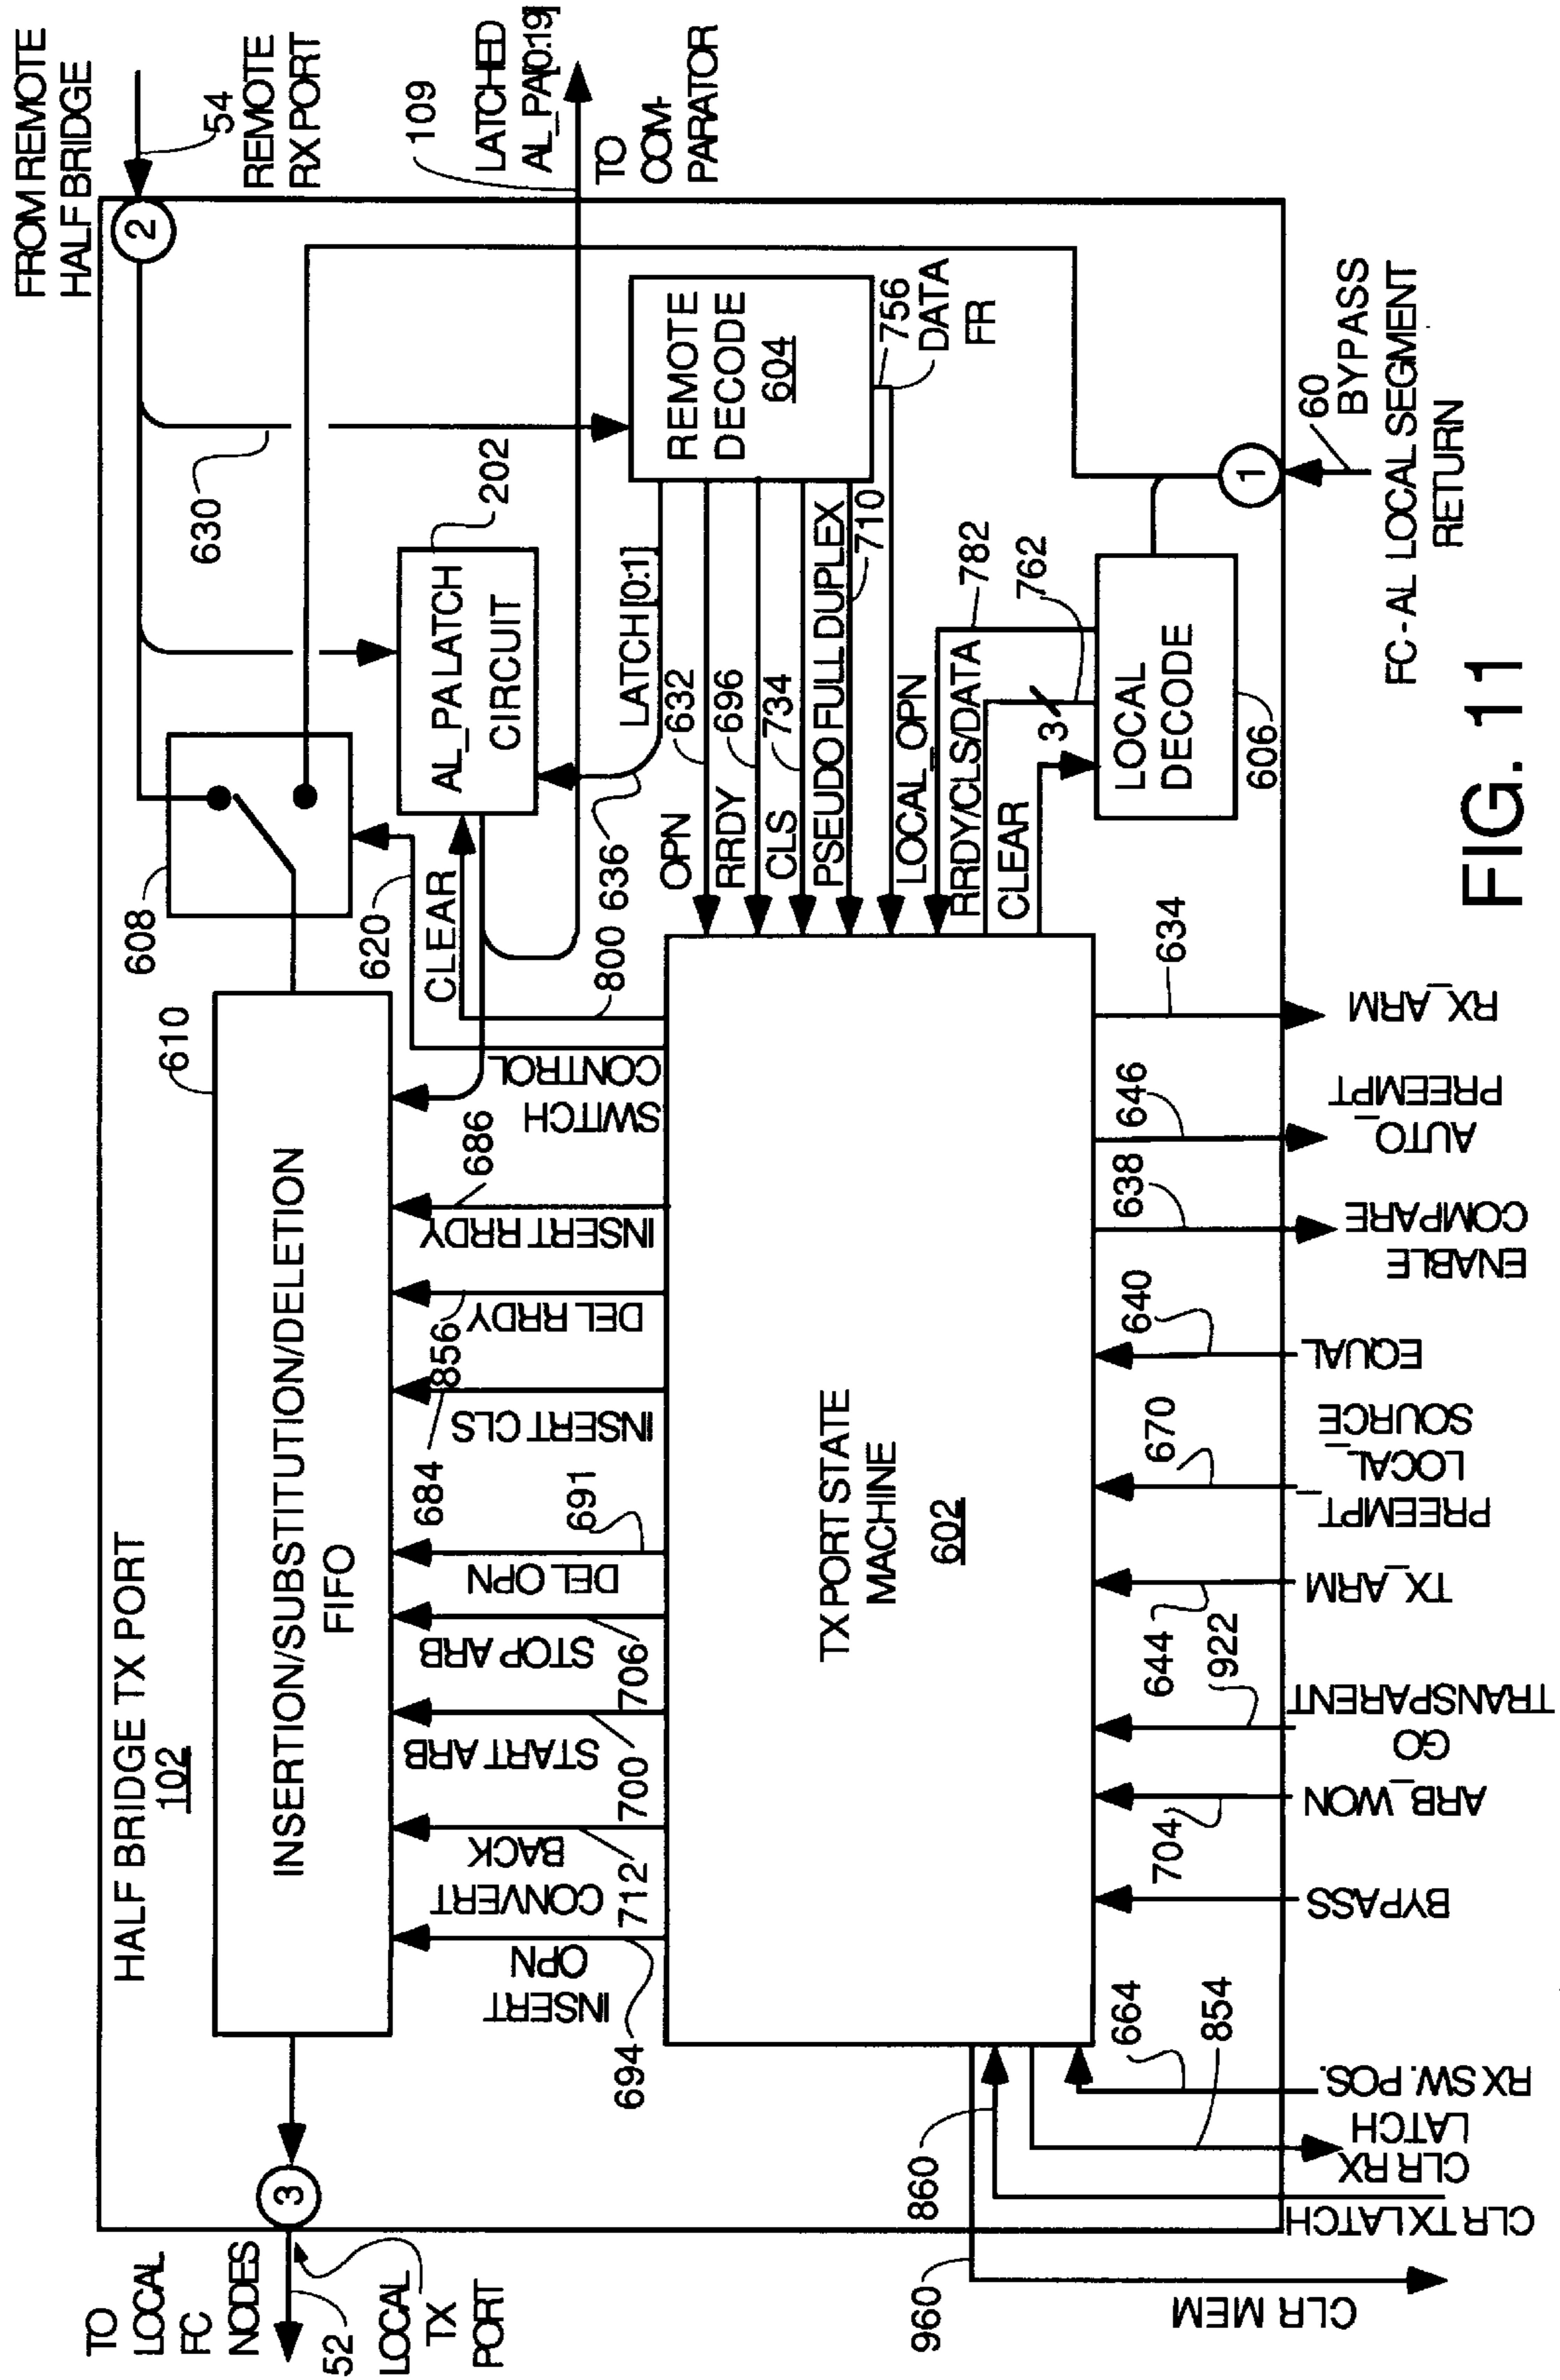 FROM REMOTE
HALF BRIDGE
54
REMOTE
RX PORT
109
LATCHED
AL_PA[0:19]
TO
COM-
PARATOR
2
630
608
620
202
AL_PA LATCH
CIRCUIT
CLEAR
800
636
LATCH [0:1]
REMOTE
DECODE
604
756
DATA
FR
OPN
632
RRDY
696
CLS
734
PSEUDO FULL DUPLEX
710
LOCAL_OPN
782
RRDY/CLS/DATA
762
3
CLEAR
LOCAL
DECODE
606
1
60
BYPASS
FC-AL LOCAL SEGMENT
RETURN
HALF BRIDGE TX PORT
102
610
INSERTION/SUBSTITUTION/DELETION
FIFO
INSERT
OPN
694
CONVERT
BACK
712
START ARB
700
STOP ARB
706
DEL OPN
691
INSERT CLS
684
DEL RRDY
856
INSERT RRDY
686
SWITCH
CONTROL
TX PORT STATE
MACHINE
602
3
TO
LOCAL
FC
NODES
52
LOCAL
TX
PORT
960
CLR MEM
860
CLR TX LATCH
854
CLR RX
LATCH
664
RX SW. POS.
BYPASS
704
ARB_WON
922
GO
TRANSPARENT
644
TX_ARM
670
PREEMPT_
LOCAL_
SOURCE
640
EQUAL
638
ENABLE
COMPARE
646
AUTO_
PREEMPT
634
RX_ARM
FIG. 11